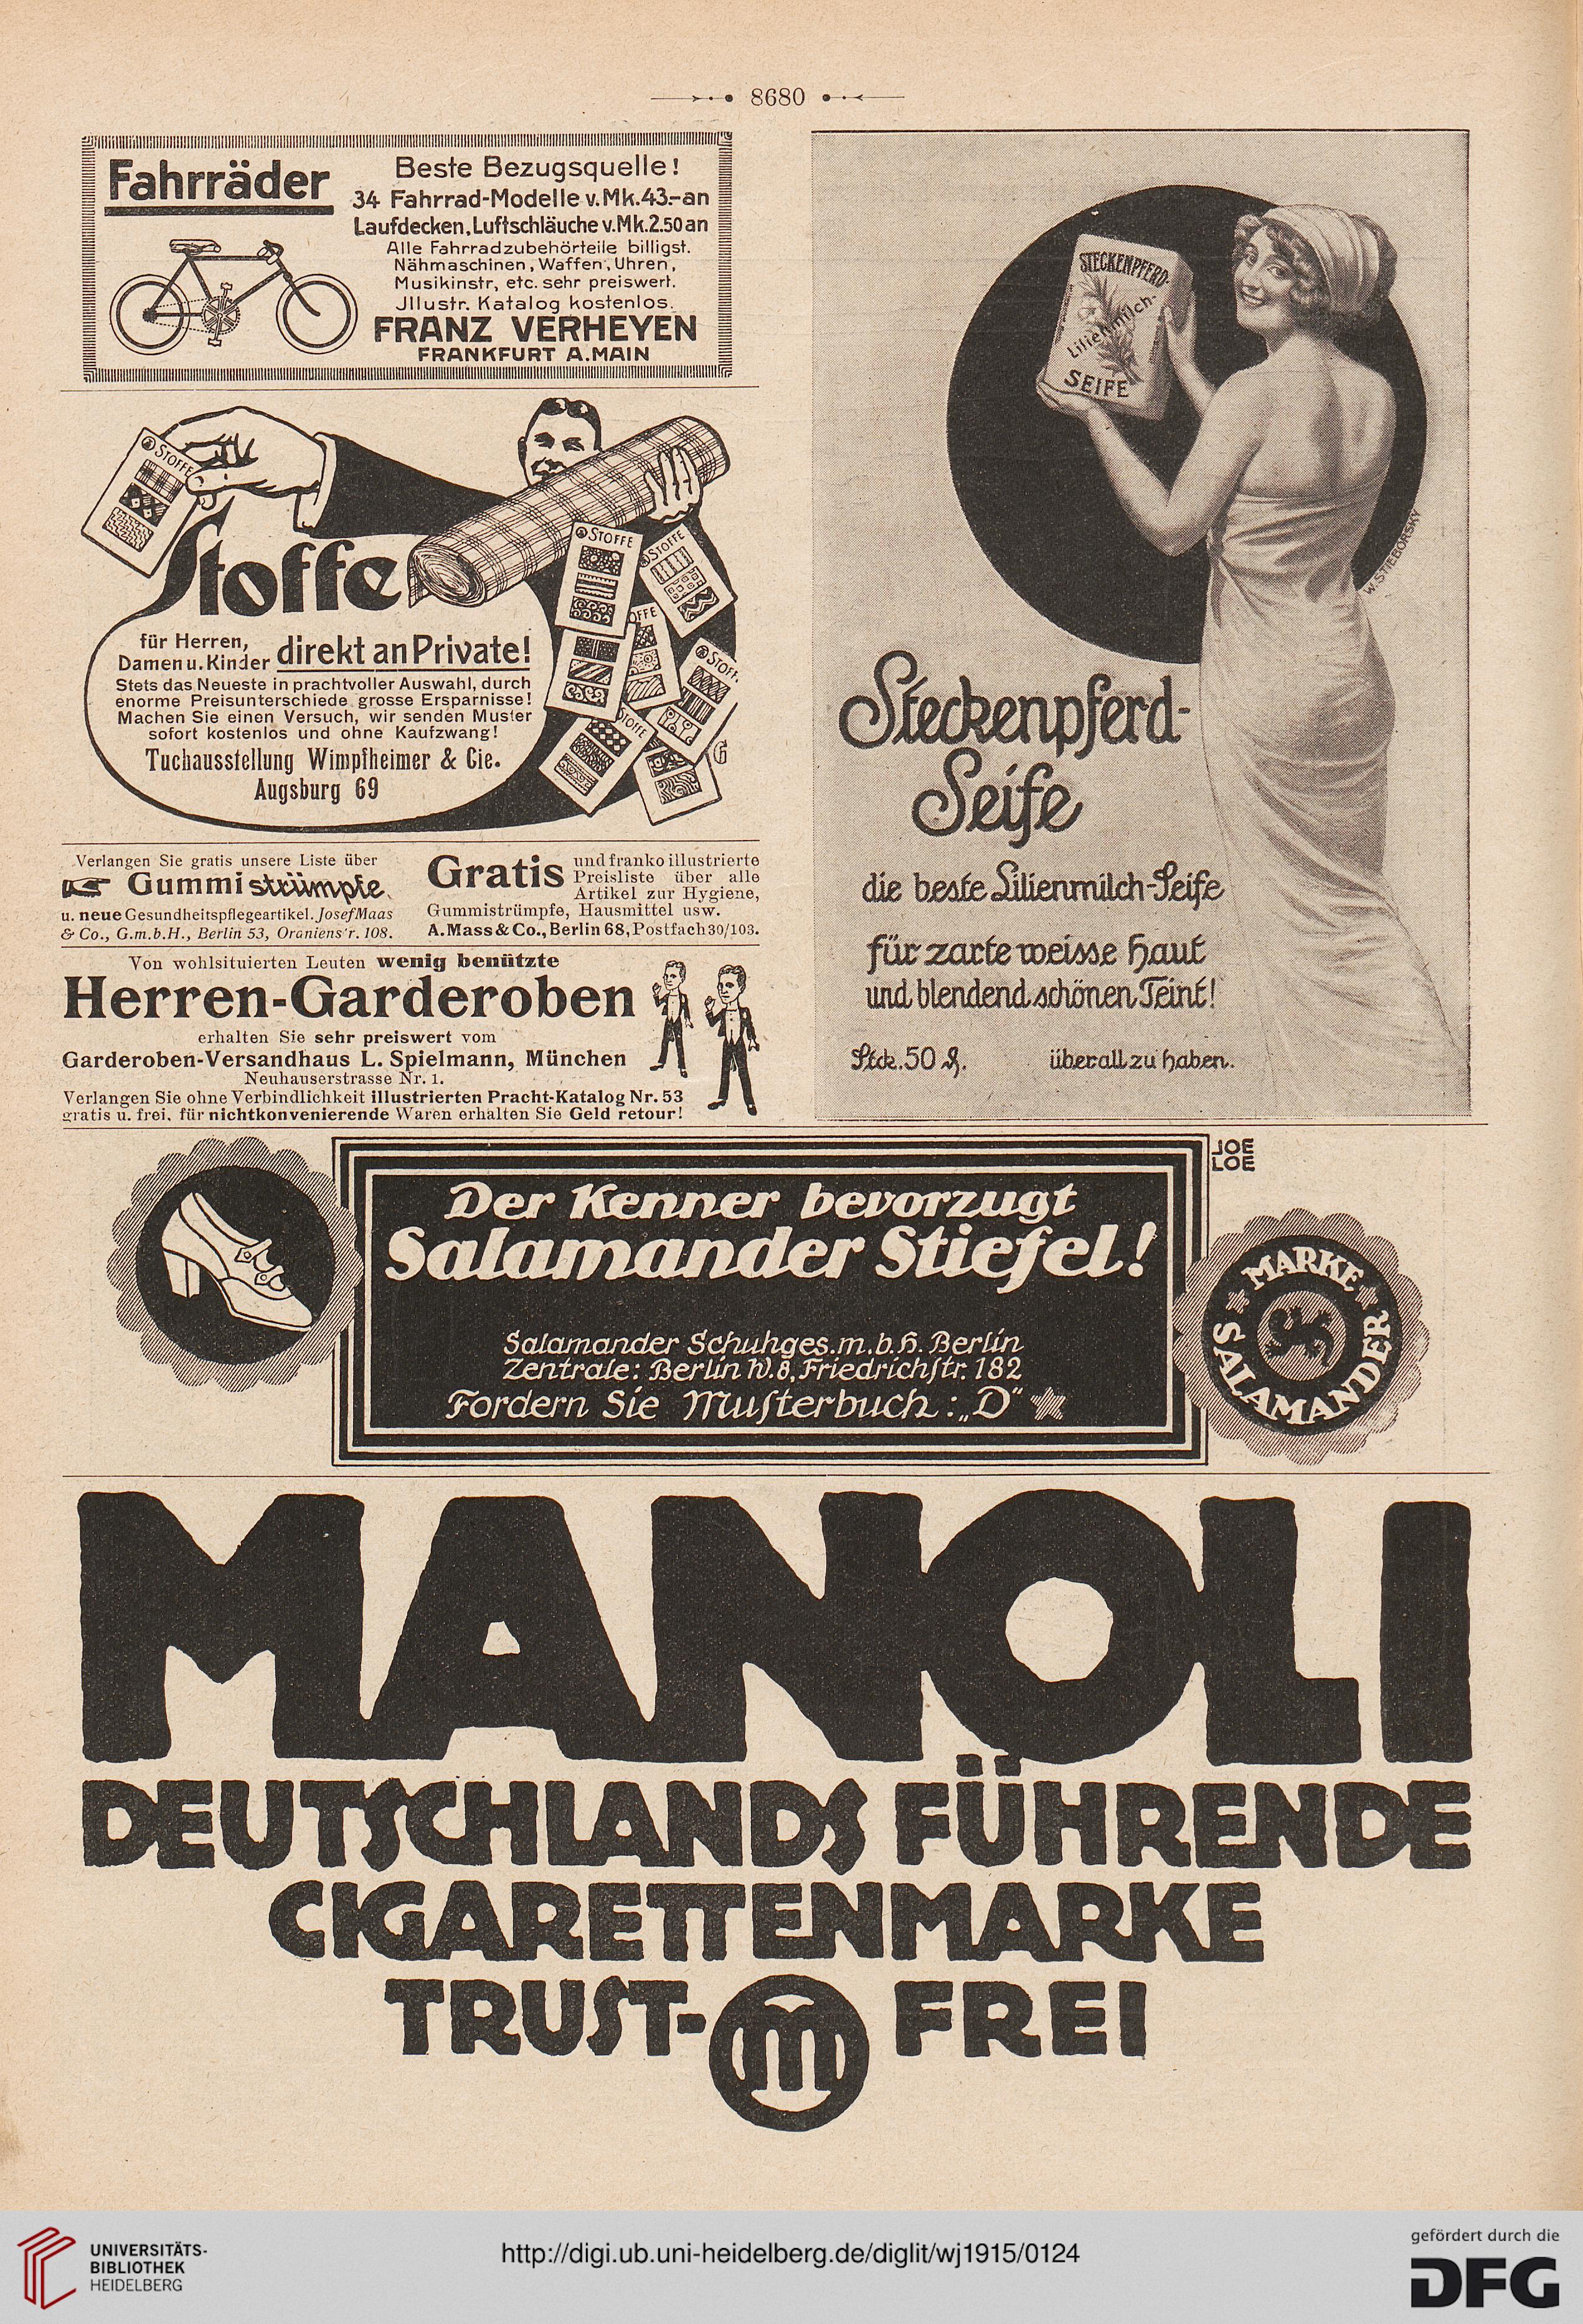 8680
Fahrräder
Beste Bezugsquelle!
34 Fahrrad-Modelle v. Mk. 43.- an
Laufdecken, Luftschläuche v. Mk. 2.50 an
Alle Fahrradzubehörteile billigst.
Nähmaschinen, Waffen, Uhren,
Musikinstr, etc. sehr preiswert.
Jllustr. Katalog kostenlos.
FRANZ VERHEYEN
FRANKFURT A. MAIN
STOFFE
STOFFE
STOFFE
OFFE
STOFF.
STOFFE
G
Stoffe
für Herren,
Damen u. Kinder direkt an Private!
Stets das Neueste in prachtvoller Auswahl, durch
enorme Preisunterschiede grosse Ersparnisse!
Machen Sie einen Versuch, wir senden Muster
sofort kostenlos und ohne Kaufzwang!
Tuchausstellung Wimpfheimer & Cie.
Augsburg 69
Verlangen Sie gratis unsere Liste über
Gummistrümpfe
u. neue Gesundheitspflegeartikel. Josef Maas
& Co., G.m.b.H., Berlin 53, Oranienstr. 108.
Gratis und franko illustrierte
Preisliste über alle
Artikel zur Hygiene,
Gummistrümpfe, Hausmittel usw.
A. Mass & Co., Berlin 68, Postfach 30/103.
Von wohlsituierten Leuten wenig benützte
Herren-Garderoben
erhalten Sie sehr preiswert vom
Garderoben-Versandhaus L. Spielmann, München
Neuhauserstrasse Nr. 1.
Verlangen Sie ohne Verbindlichkeit illustrierten Pracht-Katalog Nr. 53
gratis u. frei. für nichtkonvenierende Waren erhalten Sie Geld retour!
STECKENPFERD-
Lilienmilch-
SEIFE
W. STIEBORSKY
Steckenpferd-
Seife
die beste Lilienmilch-Seife
für zarte weisse Haut
und blendend schönen Teint!
Stck. 50 ₰. überall zu haben.
JOE
LOE
Der Kenner bevorzugt
Salamander Stiefel!
Salamander Schuhges.m.b.H. Berlin
Zentrale: Berlin W. 8, Friedrichstr. 182
Fordern Sie Musterbuch: „D“
MARKE
SALAMANDER
MANOLI
DEUTSCHLANDS FÜHRENDE
CIGARETTENMARKE
TRUST- M FREI
UNIVERSITÄTS-
BIBLIOTHEK
HEIDELBERG
http://digi.ub.uni-heidelberg.de/diglit/wj1915/0124
gefördert durch die
DFG